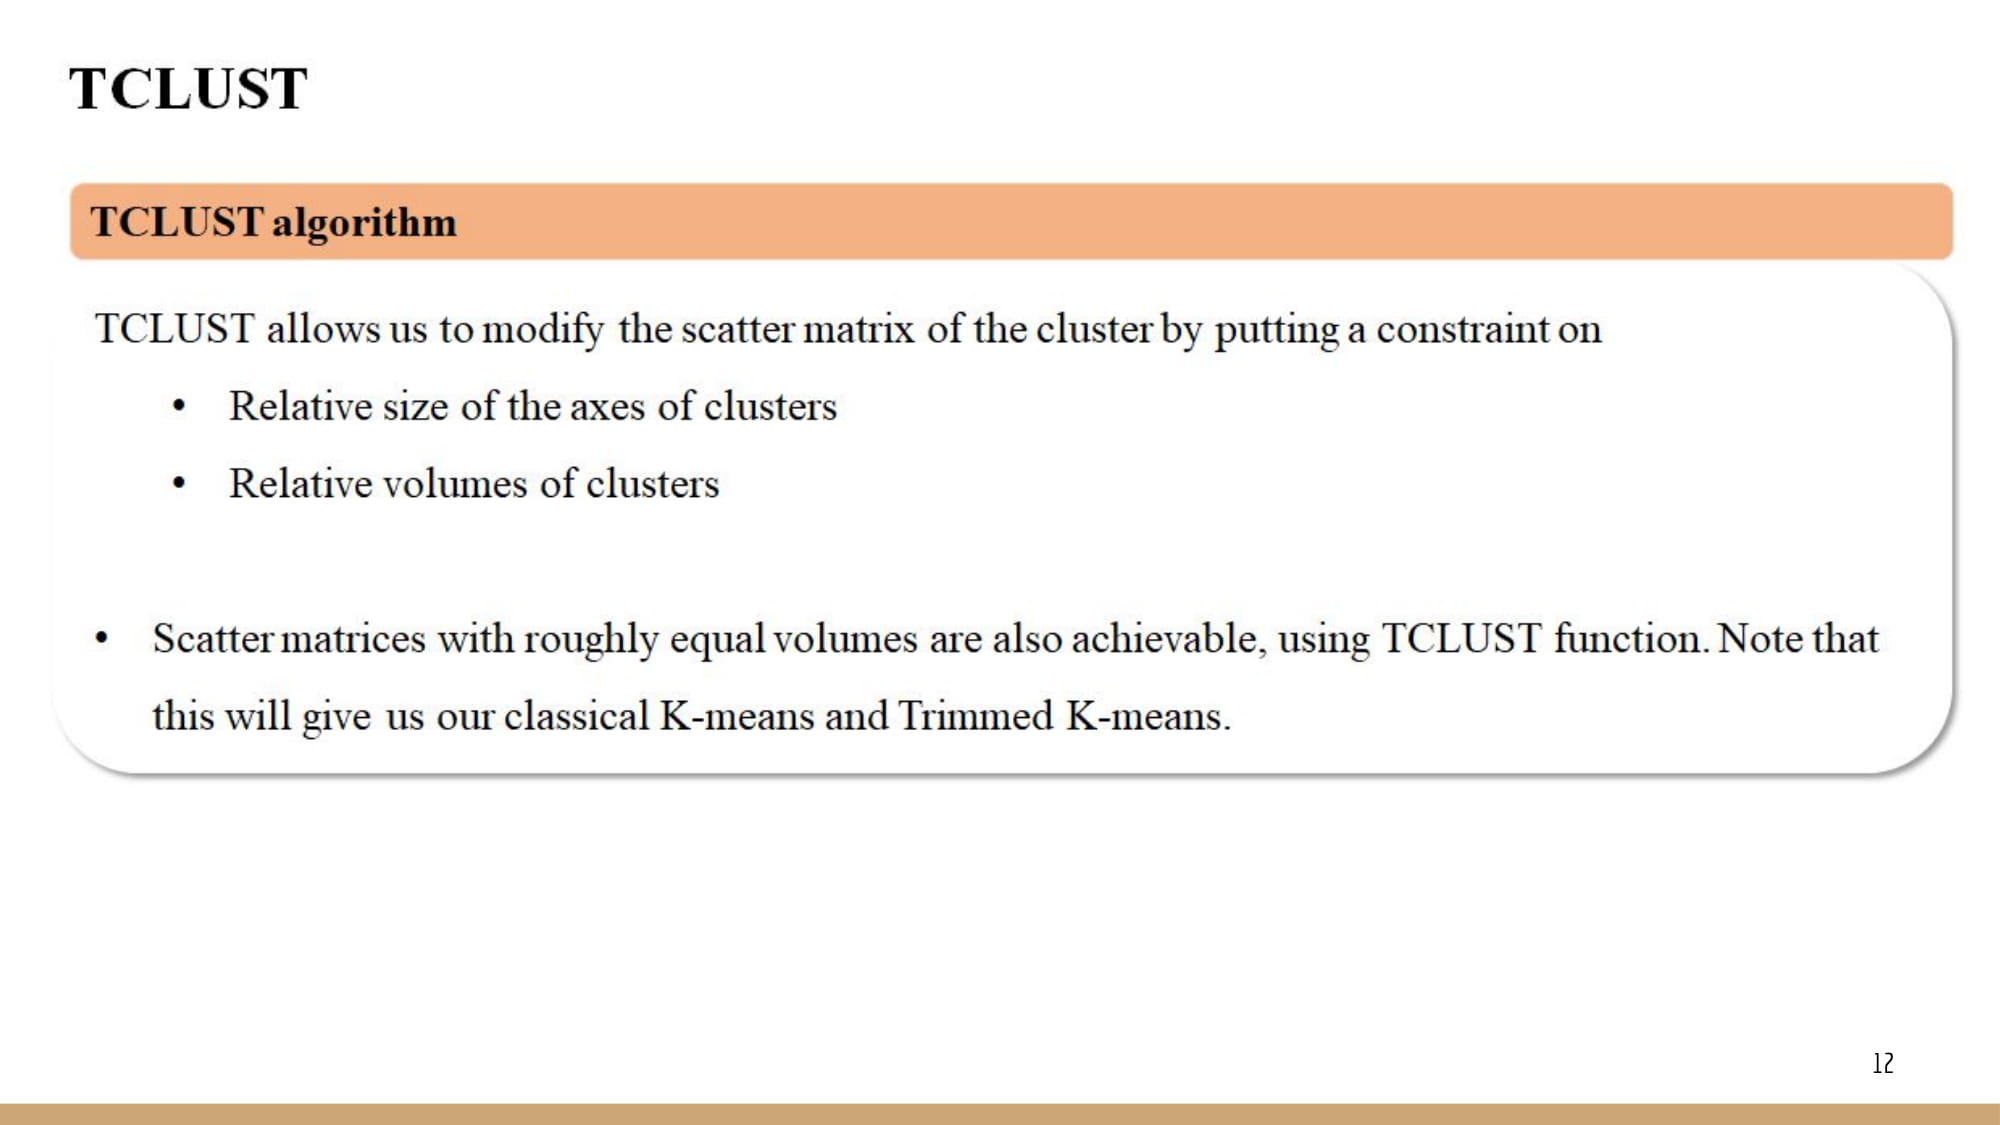 TCLUST
TCLUST algorithm
TCLUST allows us to modify the scatter matrix of the cluster by putting a constraint on
• Relative size of the axes of clusters
• Relative volumes of clusters
• Scatter matrices with roughly equal volumes are also achievable, using TCLUST function. Note that
this will give us our classical K-means and Trimmed K-means.
12